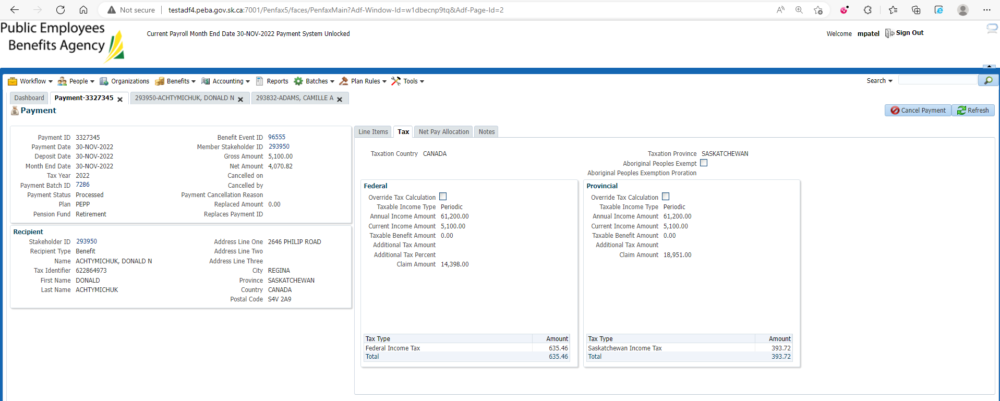 Not secure testadf4.peba.gov.sk.ca:7001/Penfax5/faces/PenfaxMain?Adf-Window-Id=w1dbecnp9tq&Adf-Page-Id=2
Public Employees
Benefits Agency
Current Payroll Month End Date 30-NOV-2022 Payment System Unlocked
Welcome mpatel Sign Out
Workflow People Organizations Benefits Accounting Reports Batches Plan Rules Tools Search
Dashboard Payment-3327345 293950-ACHTYMICHUK, DONALD N 293832-ADAMS, CAMILLE A
Payment
Cancel Payment Refresh
Payment ID 3327345
Payment Date 30-NOV-2022
Deposit Date 30-NOV-2022
Month End Date 30-NOV-2022
Tax Year 2022
Payment Batch ID 7286
Payment Status Processed
Plan PEPP
Pension Fund Retirement
Benefit Event ID 96555
Member Stakeholder ID 293950
Gross Amount 5,100.00
Net Amount 4,070.82
Cancelled on
Cancelled by
Payment Cancellation Reason
Replaced Amount 0.00
Replaces Payment ID
Recipient
Stakeholder ID 293950
Recipient Type Benefit
Name ACHTYMICHUK, DONALD N
Tax Identifier 622864973
First Name DONALD
Last Name ACHTYMICHUK
Address Line One 2646 PHILIP ROAD
Address Line Two
Address Line Three
City REGINA
Province SASKATCHEWAN
Country CANADA
Postal Code S4V 2A9
Line Items Tax Net Pay Allocation Notes
Taxation Country CANADA
Taxation Province SASKATCHEWAN
Aboriginal Peoples Exempt
Aboriginal Peoples Exemption Proration
Federal
Override Tax Calculation
Taxable Income Type Periodic
Annual Income Amount 61,200.00
Current Income Amount 5,100.00
Taxable Benefit Amount 0.00
Additional Tax Amount
Additional Tax Percent
Claim Amount 14,398.00
Tax Type Amount
Federal Income Tax 635.46
Total 635.46
Provincial
Override Tax Calculation
Taxable Income Type Periodic
Annual Income Amount 61,200.00
Current Income Amount 5,100.00
Taxable Benefit Amount 0.00
Additional Tax Amount
Claim Amount 18,951.00
Tax Type Amount
Saskatchewan Income Tax 393.72
Total 393.72